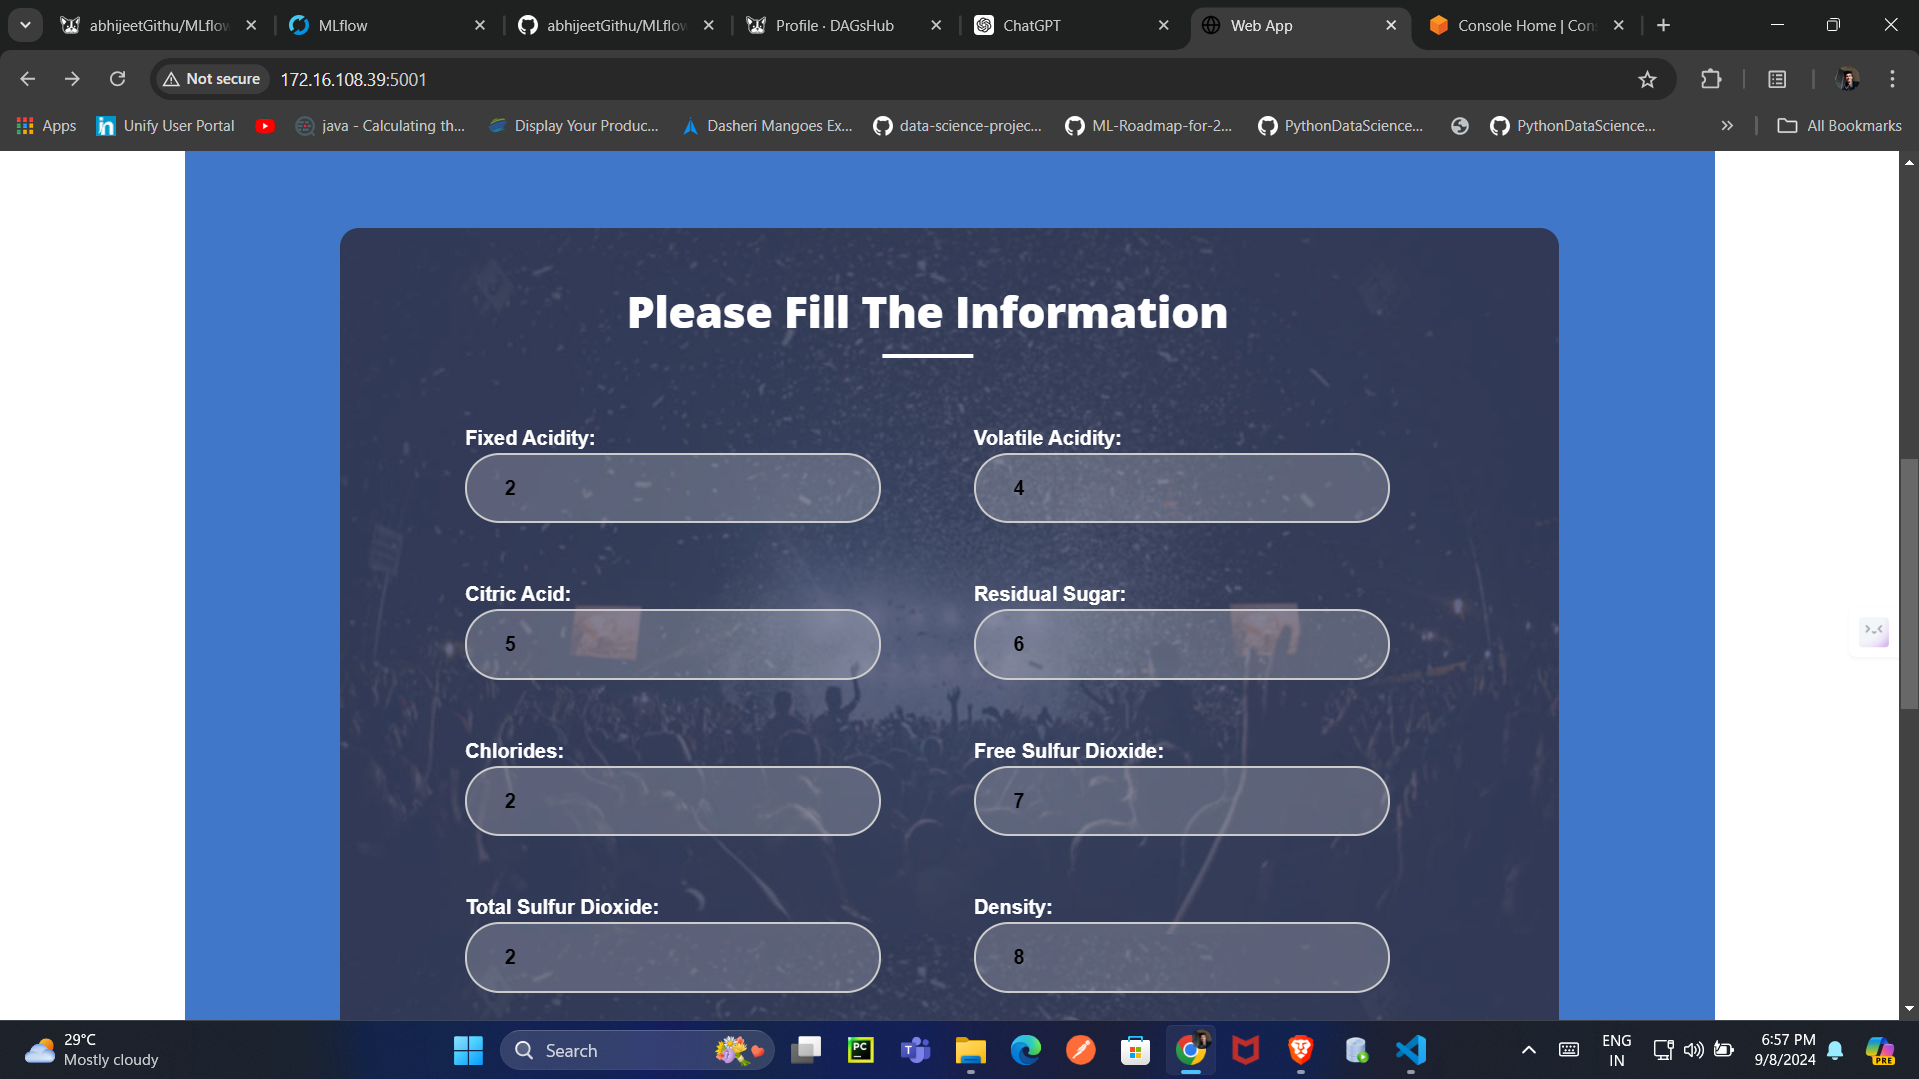 abhijeetGithu/MLflow
MLflow
abhijeetGithu/MLflow
Profile · DAGsHub
ChatGPT
Web App
Console Home | Con
Not secure
172.16.108.39:5001
Apps
Unify User Portal
java - Calculating th...
Display Your Produc...
Dasheri Mangoes Ex...
data-science-projec...
ML-Roadmap-for-2...
PythonDataScience...
PythonDataScience...
All Bookmarks
Please Fill The Information
Fixed Acidity:
Volatile Acidity:
2
4
Citric Acid:
Residual Sugar:
5
6
Chlorides:
Free Sulfur Dioxide:
2
7
Total Sulfur Dioxide:
Density:
2
8
29°C
Mostly cloudy
Search
ENG
IN
6:57 PM
9/8/2024
PRE